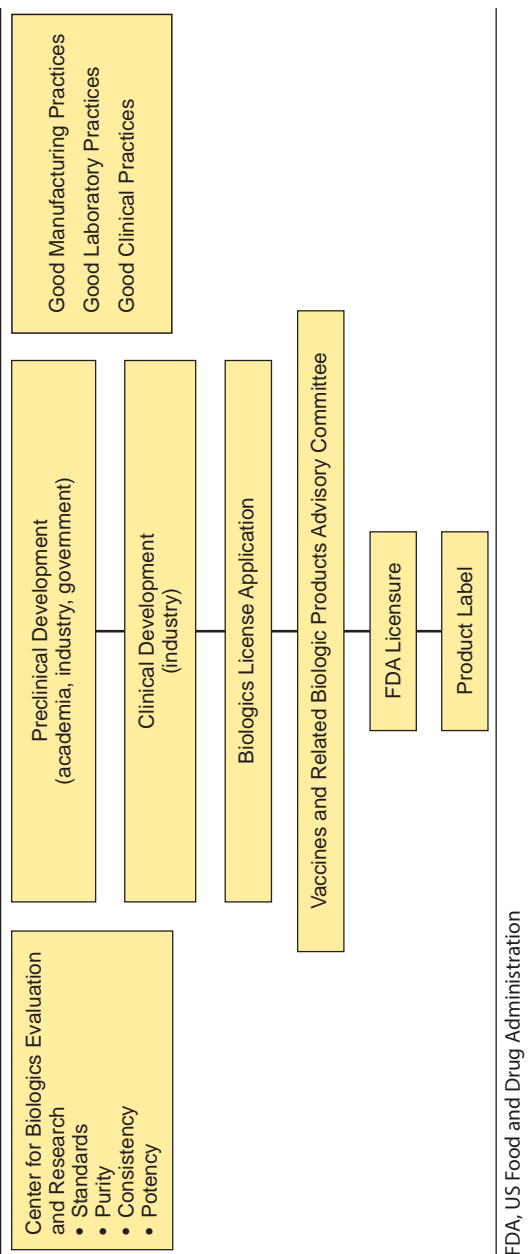 Center for Biologics Evaluation
and Research
• Standards
• Purity
• Consistency
• Potency
Preclinical Development
(academia, industry, government)
Good Manufacturing Practices
Good Laboratory Practices
Good Clinical Practices
Clinical Development
(industry)
Biologics License Application
Vaccines and Related Biologic Products Advisory Committee
FDA Licensure
Product Label
FDA, US Food and Drug Administration